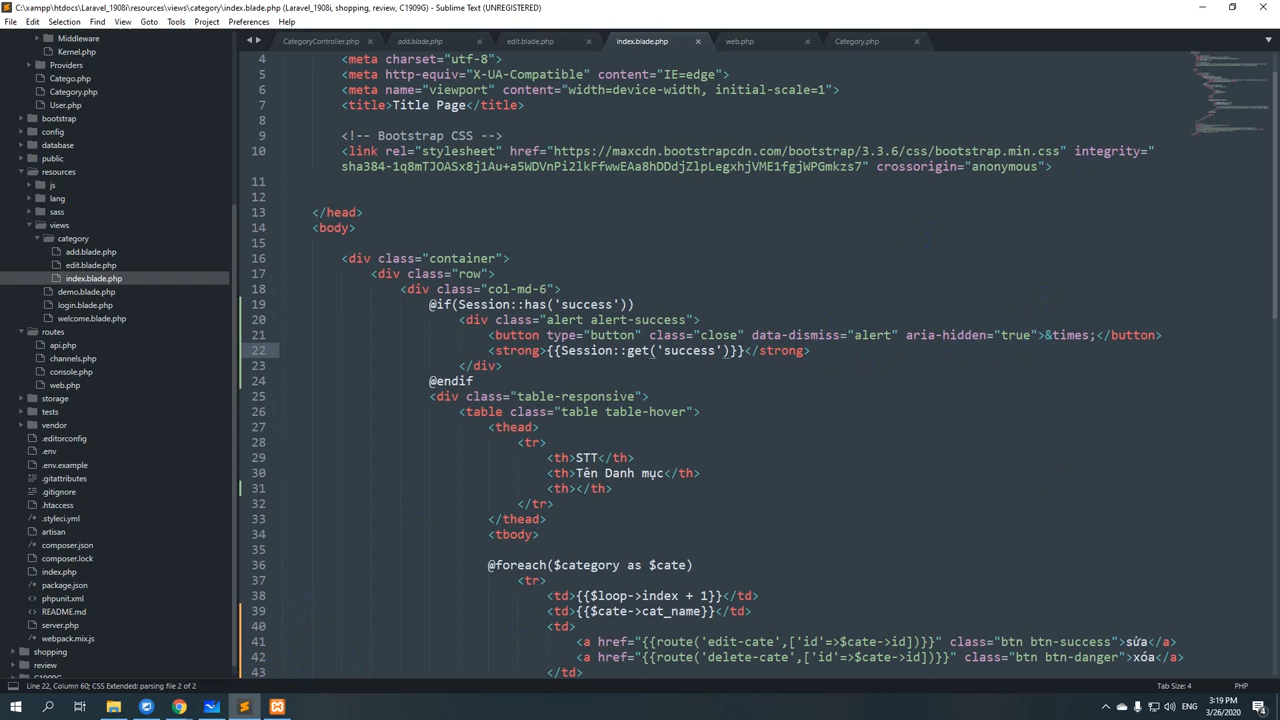 C:\xampp\htdocs\Laravel_1908i\resources\views\category\index.blade.php (Laravel_1908i, shopping, review, C1909G) - Sublime Text (UNREGISTERED)
File Edit Selection Find View Goto Tools Project Preferences Help
Middleware
Kernel.php
Providers
Catego.php
Category.php
User.php
bootstrap
config
database
public
resources
js
lang
sass
views
category
add.blade.php
edit.blade.php
index.blade.php
demo.blade.php
login.blade.php
welcome.blade.php
routes
api.php
channels.php
console.php
web.php
storage
tests
vendor
.editorconfig
.env
.env.example
.gitattributes
.gitignore
.htaccess
.styleci.yml
artisan
composer.json
composer.lock
index.php
package.json
phpunit.xml
README.md
server.php
webpack.mix.js
shopping
review
C1909G
CategoryController.php add.blade.php edit.blade.php index.blade.php web.php Category.php
4 <meta charset="utf-8">
5 <meta http-equiv="X-UA-Compatible" content="IE=edge">
6 <meta name="viewport" content="width=device-width, initial-scale=1">
7 <title>Title Page</title>
8
9 <!-- Bootstrap CSS -->
10 <link rel="stylesheet" href="https://maxcdn.bootstrapcdn.com/bootstrap/3.3.6/css/bootstrap.min.css" integrity="
sha384-1q8mTJOASx8j1Au+a5WDVnPi2lkFfwwEAa8hDDdjZlpLegxhjVME1fgjWPGmkzs7" crossorigin="anonymous">
11
12
13 </head>
14 <body>
15
16 <div class="container">
17 <div class="row">
18 <div class="col-md-6">
19 @if(Session::has('success'))
20 <div class="alert alert-success">
21 <button type="button" class="close" data-dismiss="alert" aria-hidden="true">&times;</button>
22 <strong>{{Session::get('success')}}</strong>
23 </div>
24 @endif
25 <div class="table-responsive">
26 <table class="table table-hover">
27 <thead>
28 <tr>
29 <th>STT</th>
30 <th>Tên Danh mục</th>
31 <th></th>
32 </tr>
33 </thead>
34 <tbody>
35
36 @foreach($category as $cate)
37 <tr>
38 <td>{{$loop->index + 1}}</td>
39 <td>{{$cate->cat_name}}</td>
40 <td>
41 <a href="{{route('edit-cate',['id'=>$cate->id])}}" class="btn btn-success">sửa</a>
42 <a href="{{route('delete-cate',['id'=>$cate->id])}}" class="btn btn-danger">xóa</a>
43 </td>
Line 22, Column 60; CSS Extended: parsing file 2 of 2 Tab Size: 4 PHP
ENG 3:19 PM
3/26/2020
4